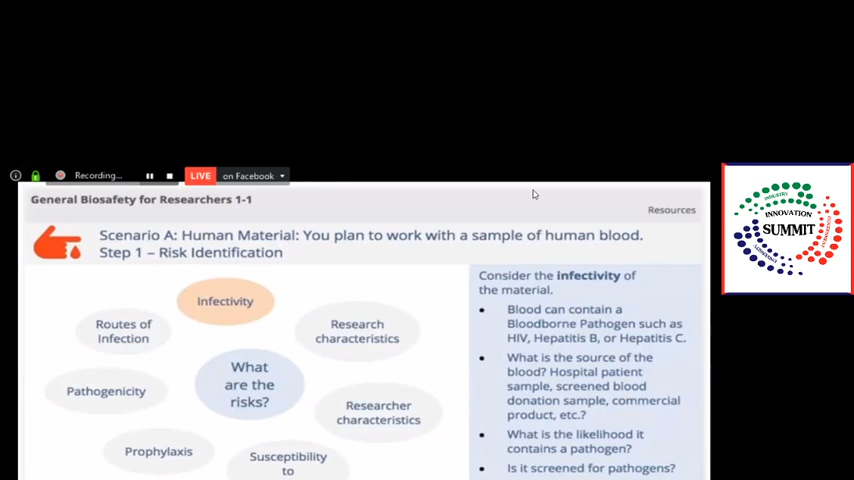 Recording...
LIVE
on Facebook
General Biosafety for Researchers 1-1
Resources
Scenario A: Human Material: You plan to work with a sample of human blood.
Step 1 – Risk Identification
Infectivity
Routes of
Infection
Research
characteristics
What
are the
risks?
Pathogenicity
Researcher
characteristics
Prophylaxis
Susceptibility
to
Consider the infectivity of
the material.
Blood can contain a
Bloodborne Pathogen such as
HIV, Hepatitis B, or Hepatitis C.
What is the source of the
blood? Hospital patient
sample, screened blood
donation sample, commercial
product, etc.?
What is the likelihood it
contains a pathogen?
Is it screened for pathogens?
INDUSTRY
INNOVATION
SUMMIT
GOVERNMENT
UNIVERSITY